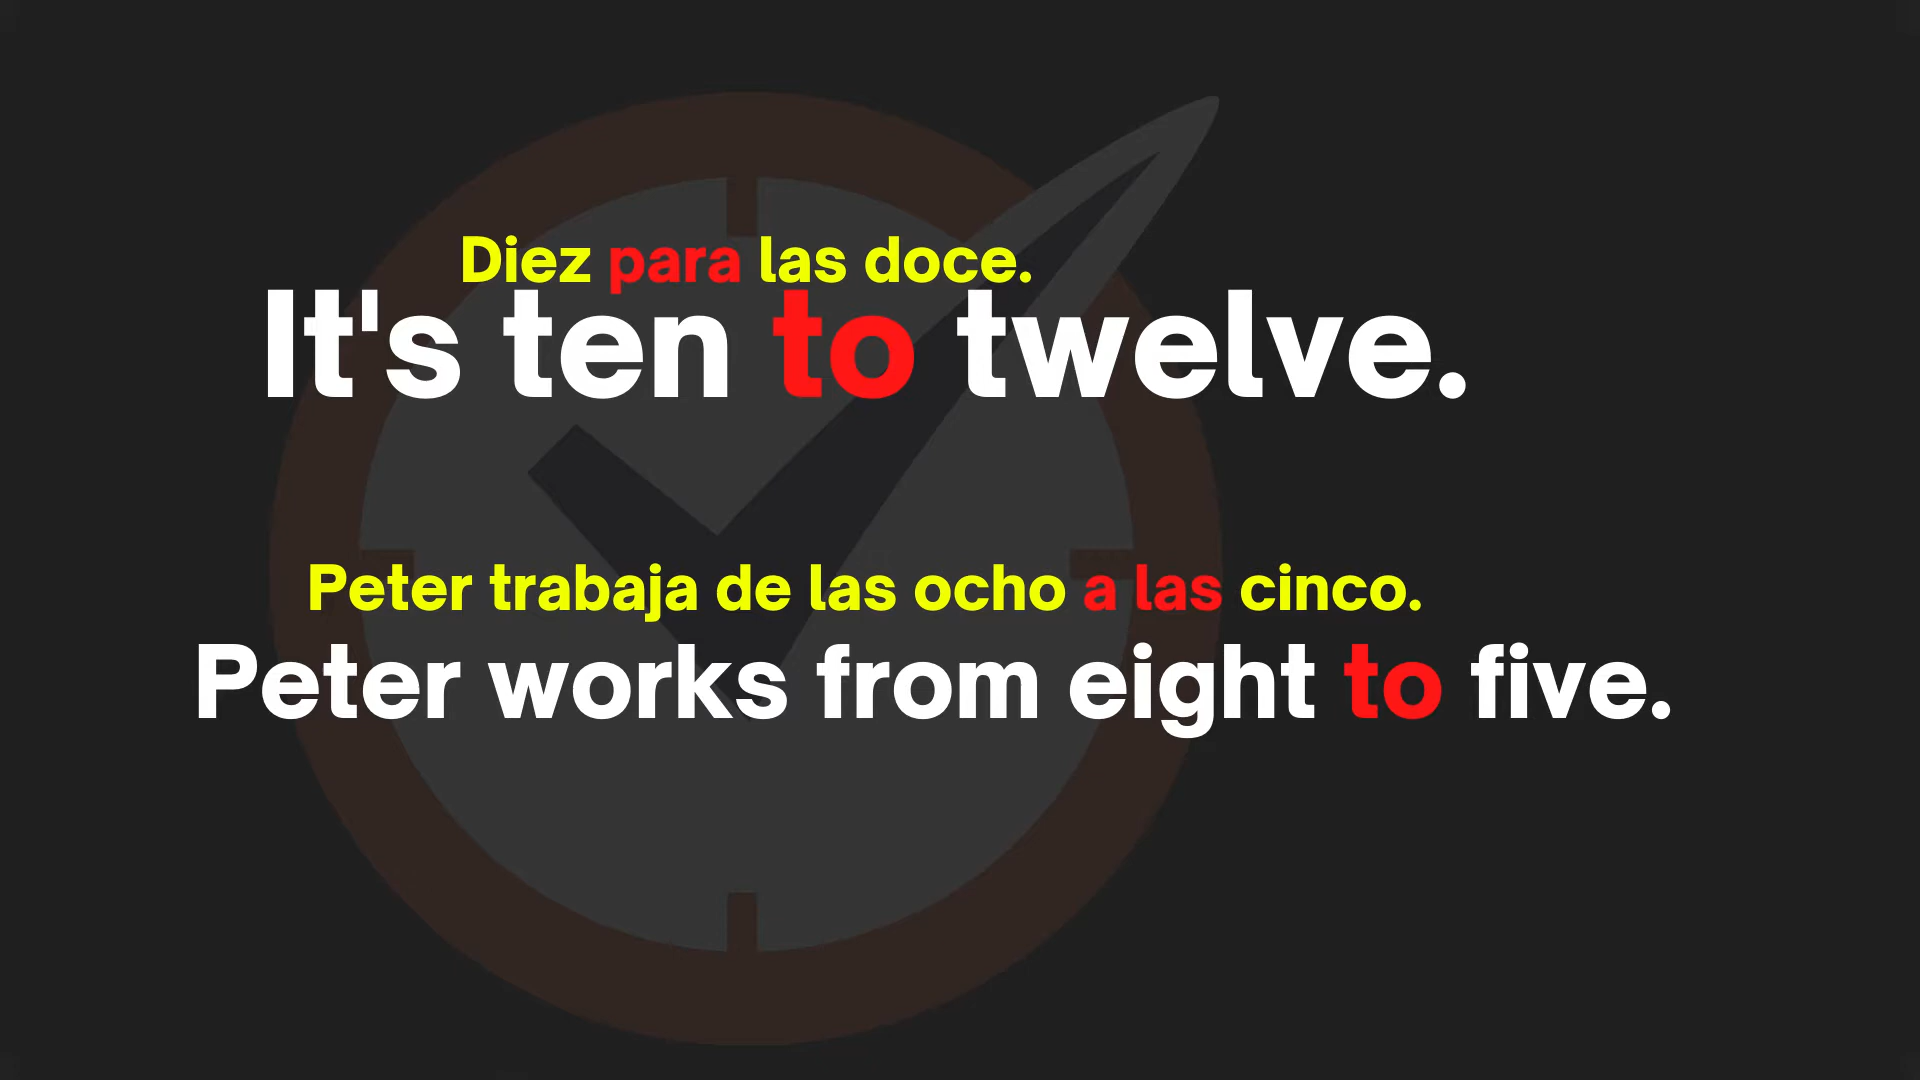 Diez para las doce.
It's ten to twelve.
Peter trabaja de las ocho a las cinco.
Peter works from eight to five.